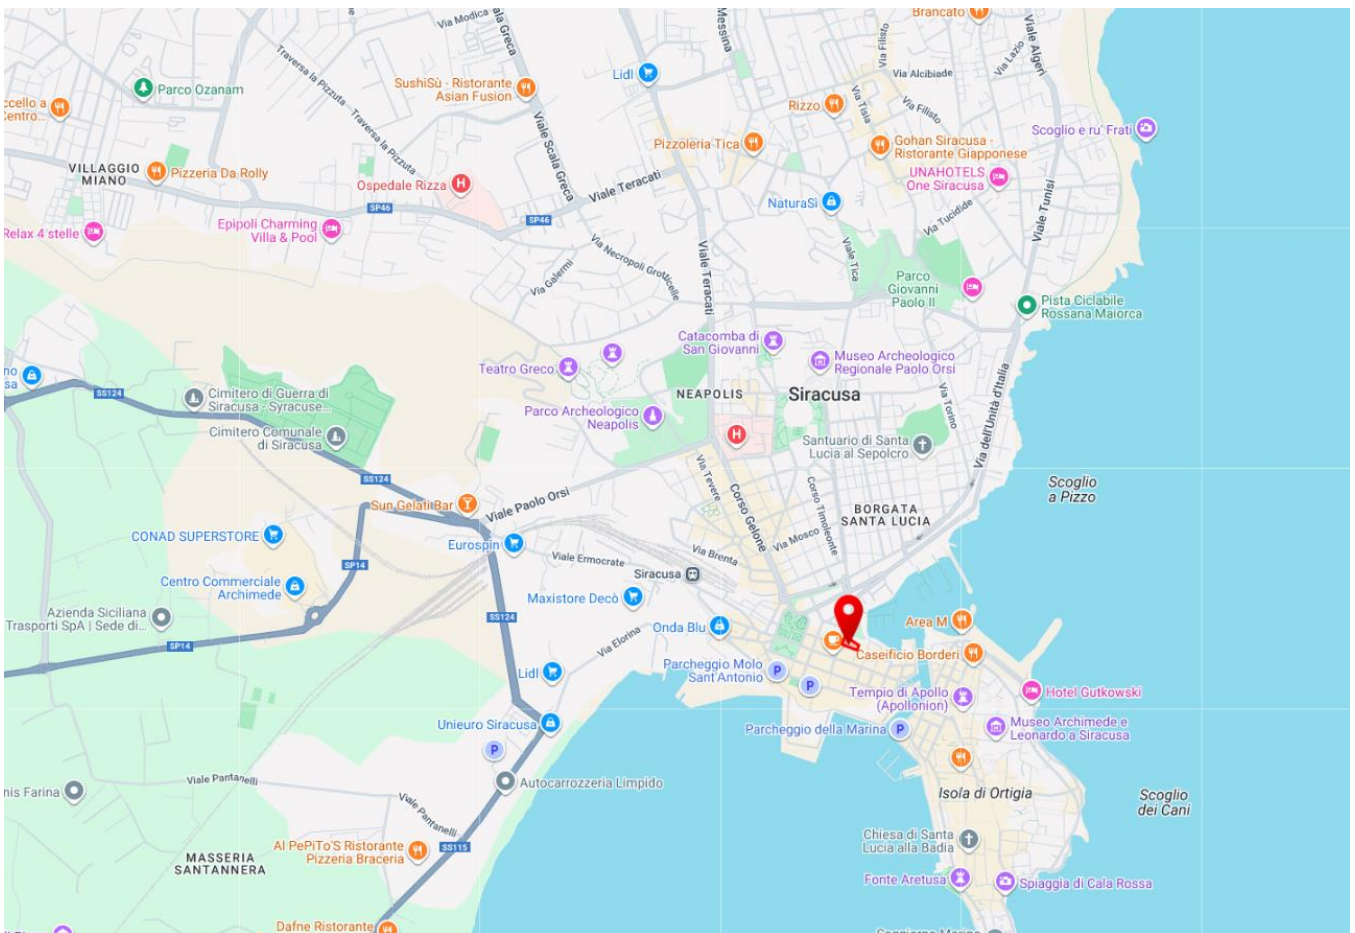 Brancato
Via Modica
Scala Greca
Messina
Via Filisto
Via Lazio
Viale Algeri
Traversa la Pizzuta
Traversa la Pizzuta
Parco Ozanam
SushiSù - Ristorante
Asian Fusion
Lidl
Via Alcibiade
ccello a
Centro...
Rizzo
Via Tisia
Via Filisto
Scoglio e ru' Frati
Viale Scala Greca
Pizzoleria Tica
Gohan Siracusa -
Ristorante Giapponese
VILLAGGIO
MIANO
Pizzeria Da Rolly
Ospedale Rizza
H
Viale Teracati
UNAHOTELS
One Siracusa
NaturaSì
SP46
SP46
Relax 4 stelle
Epipoli Charming
Villa & Pool
Via Tucidide
Viale Tunisi
Via Necropoli Grotticelle
Via Galermi
Viale Teracati
Viale Tica
Parco
Giovanni
Paolo II
Pista Ciclabile
Rossana Maiorca
Catacomba di
San Giovanni
Museo Archeologico
Regionale Paolo Orsi
Teatro Greco
no
sa
SS124
NEAPOLIS
Siracusa
Via Torino
Via dell'Unità d'Italia
Cimitero di Guerra di
Siracusa - Syracuse...
Parco Archeologico
Neapolis
H
Cimitero Comunale
di Siracusa
Santuario di Santa
Lucia al Sepolcro
SS124
Via Tevere
Corso Gelone
Corso Timoleonte
Scoglio
a Pizzo
Sun Gelati Bar
Viale Paolo Orsi
BORGATA
SANTA LUCIA
CONAD SUPERSTORE
Eurospin
Via Mosco
Via Brenta
Viale Ermocrate
SP14
Siracusa
Centro Commerciale
Archimede
Maxistore Decò
Azienda Siciliana
Trasporti SpA | Sede di...
SS124
Onda Blu
Area M
Via Elorina
SP14
Caseificio Borderi
Lidl
Parcheggio Molo
Sant'Antonio
P
P
Tempio di Apollo
(Apollonion)
Hotel Gutkowski
Unieuro Siracusa
Parcheggio della Marina
P
Museo Archimede e
Leonardo a Siracusa
P
Viale Pantanelli
Autocarrozzeria Limpido
nis Farina
Viale Pantanelli
Isola di Ortigia
Scoglio
dei Cani
Al PePiTo'S Ristorante
Pizzeria Braceria
SS115
Chiesa di Santa
Lucia alla Badia
MASSERIA
SANTANNERA
Fonte Aretusa
Spiaggia di Cala Rossa
Dafne Ristorante